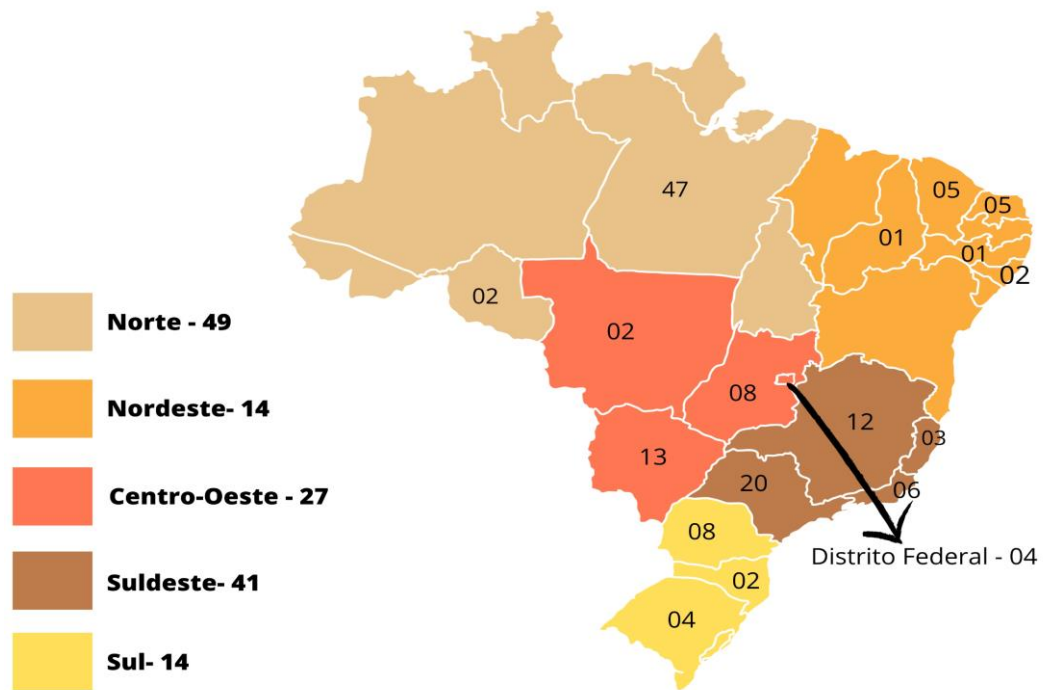 47
05
05
01
01
02
02
02
08
12
03
13
20
06
08
Distrito Federal - 04
02
04
Norte - 49
Nordeste- 14
Centro-Oeste - 27
Suldeste- 41
Sul- 14